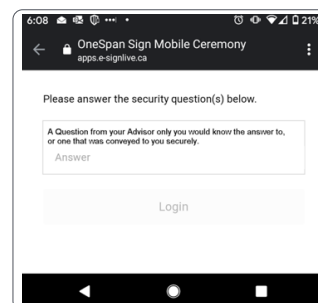 6:08 21%
OneSpan Sign Mobile Ceremony
apps.e-signlive.ca
Please answer the security question(s) below.
A Question from your Advisor only you would know the answer to,
or one that was conveyed to you securely.
Answer
Login